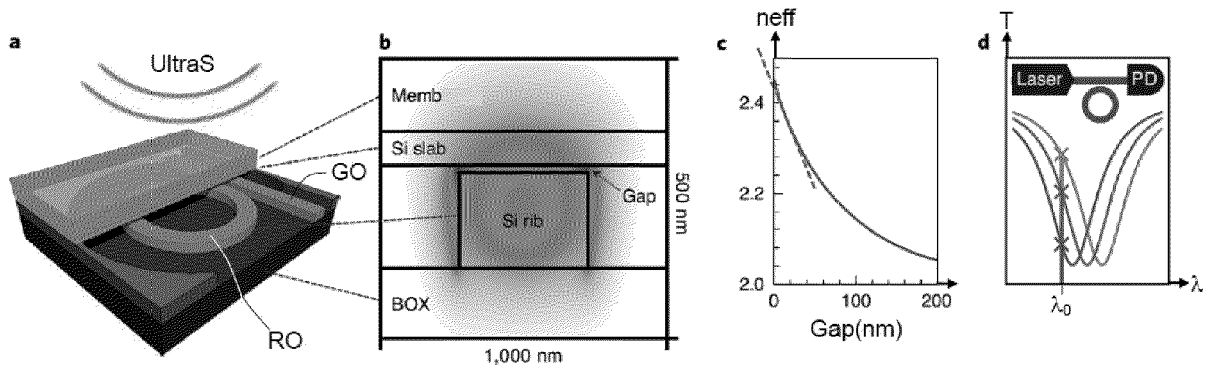 a
UltraS
GO
RO
b
Memb
Si slab
Gap
Si rib
BOX
500 nm
1,000 nm
c
neff
2.4
2.2
2.0
0
100
200
Gap(nm)
d
T
Laser
PD
λ
λ0